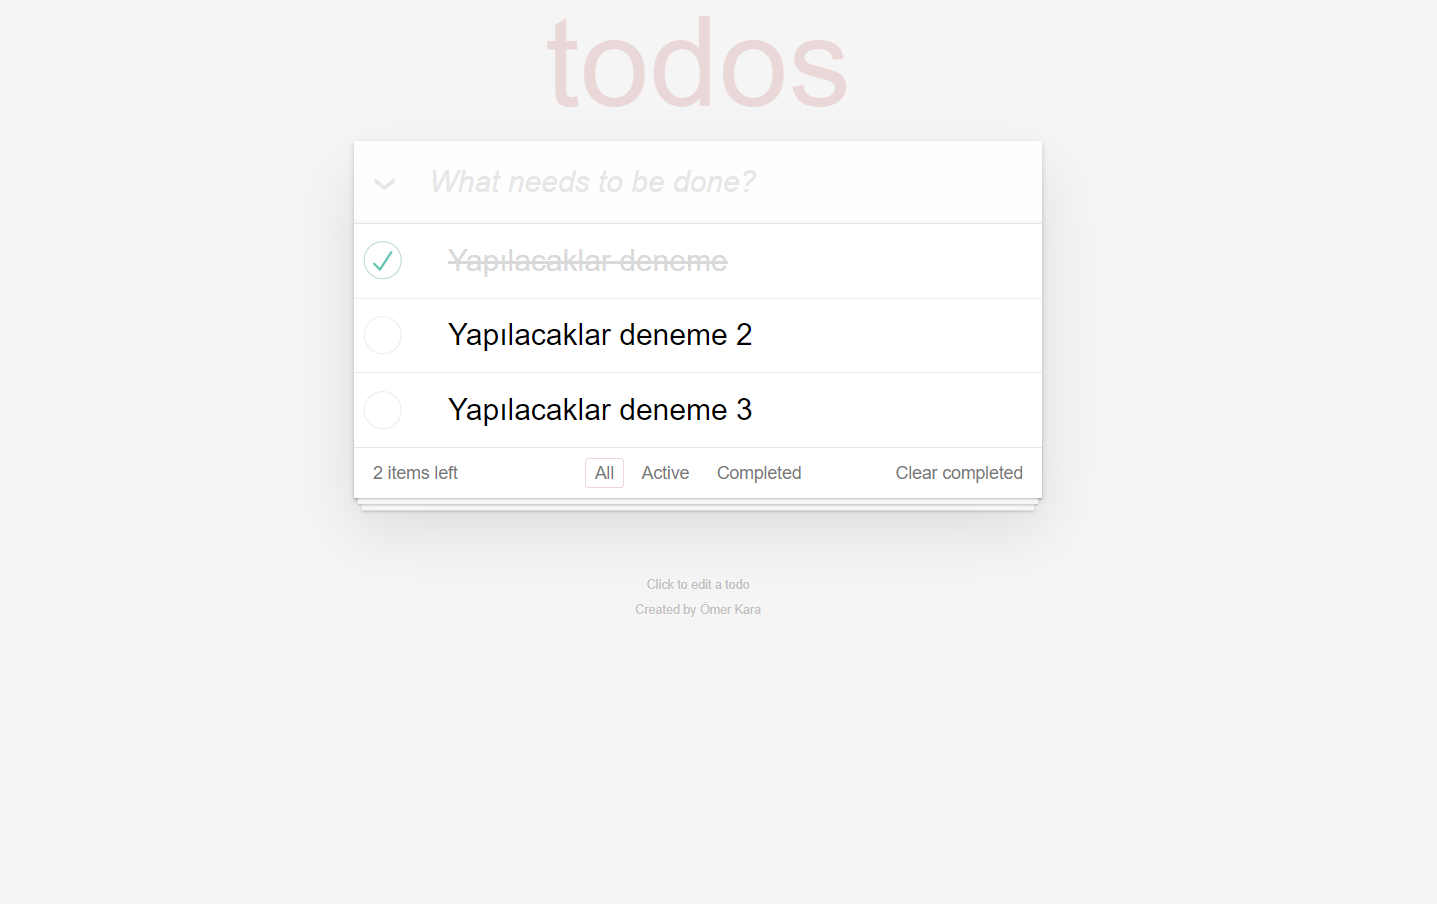 todos
What needs to be done?
Yapılacaklar deneme
Yapılacaklar deneme 2
Yapılacaklar deneme 3
2 items left All Active Completed Clear completed
Click to edit a todo
Created by Ömer Kara